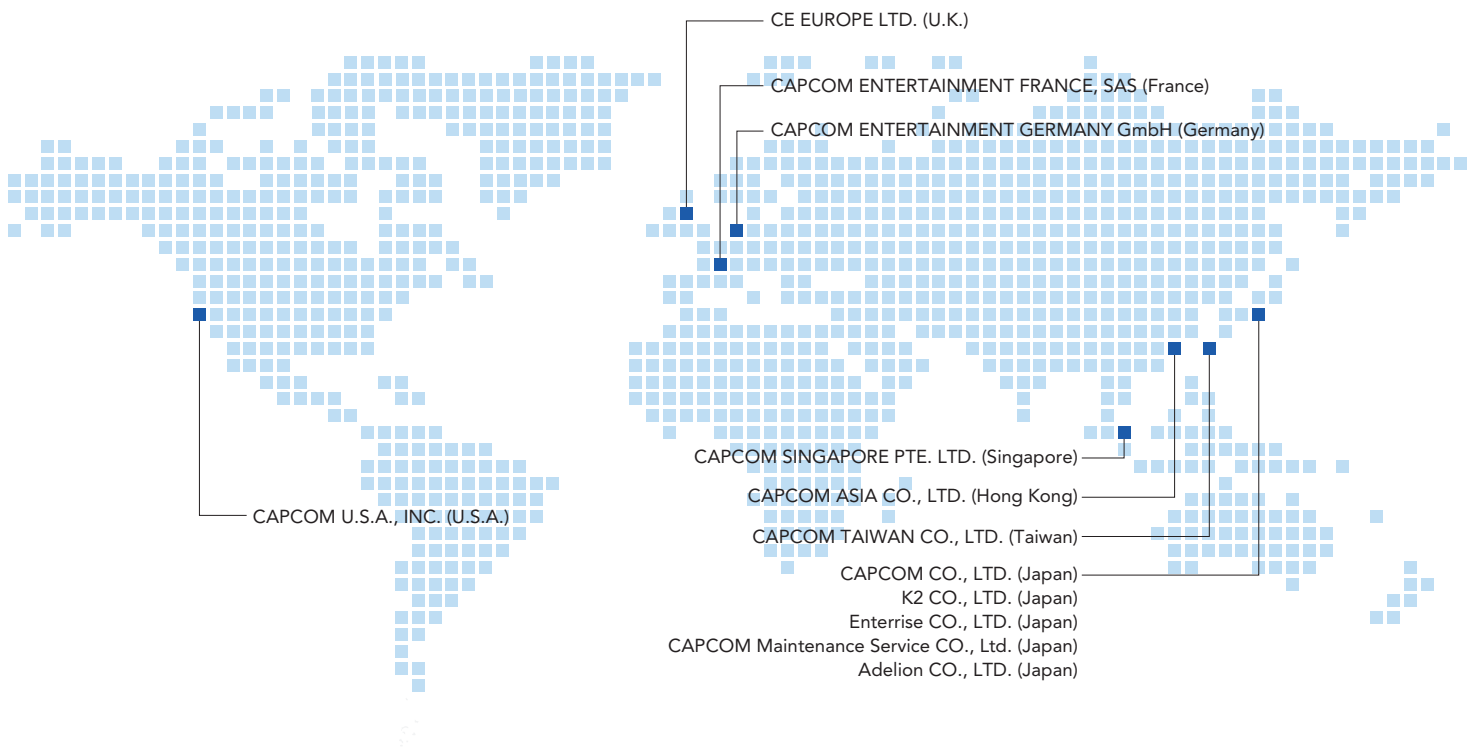 CE EUROPE LTD. (U.K.)
CAPCOM ENTERTAINMENT FRANCE, SAS (France)
CAPCOM ENTERTAINMENT GERMANY GmbH (Germany)
CAPCOM SINGAPORE PTE. LTD. (Singapore)
CAPCOM ASIA CO., LTD. (Hong Kong)
CAPCOM U.S.A., INC. (U.S.A.)
CAPCOM TAIWAN CO., LTD. (Taiwan)
CAPCOM CO., LTD. (Japan)
K2 CO., LTD. (Japan)
Enterrise CO., LTD. (Japan)
CAPCOM Maintenance Service CO., Ltd. (Japan)
Adelion CO., LTD. (Japan)